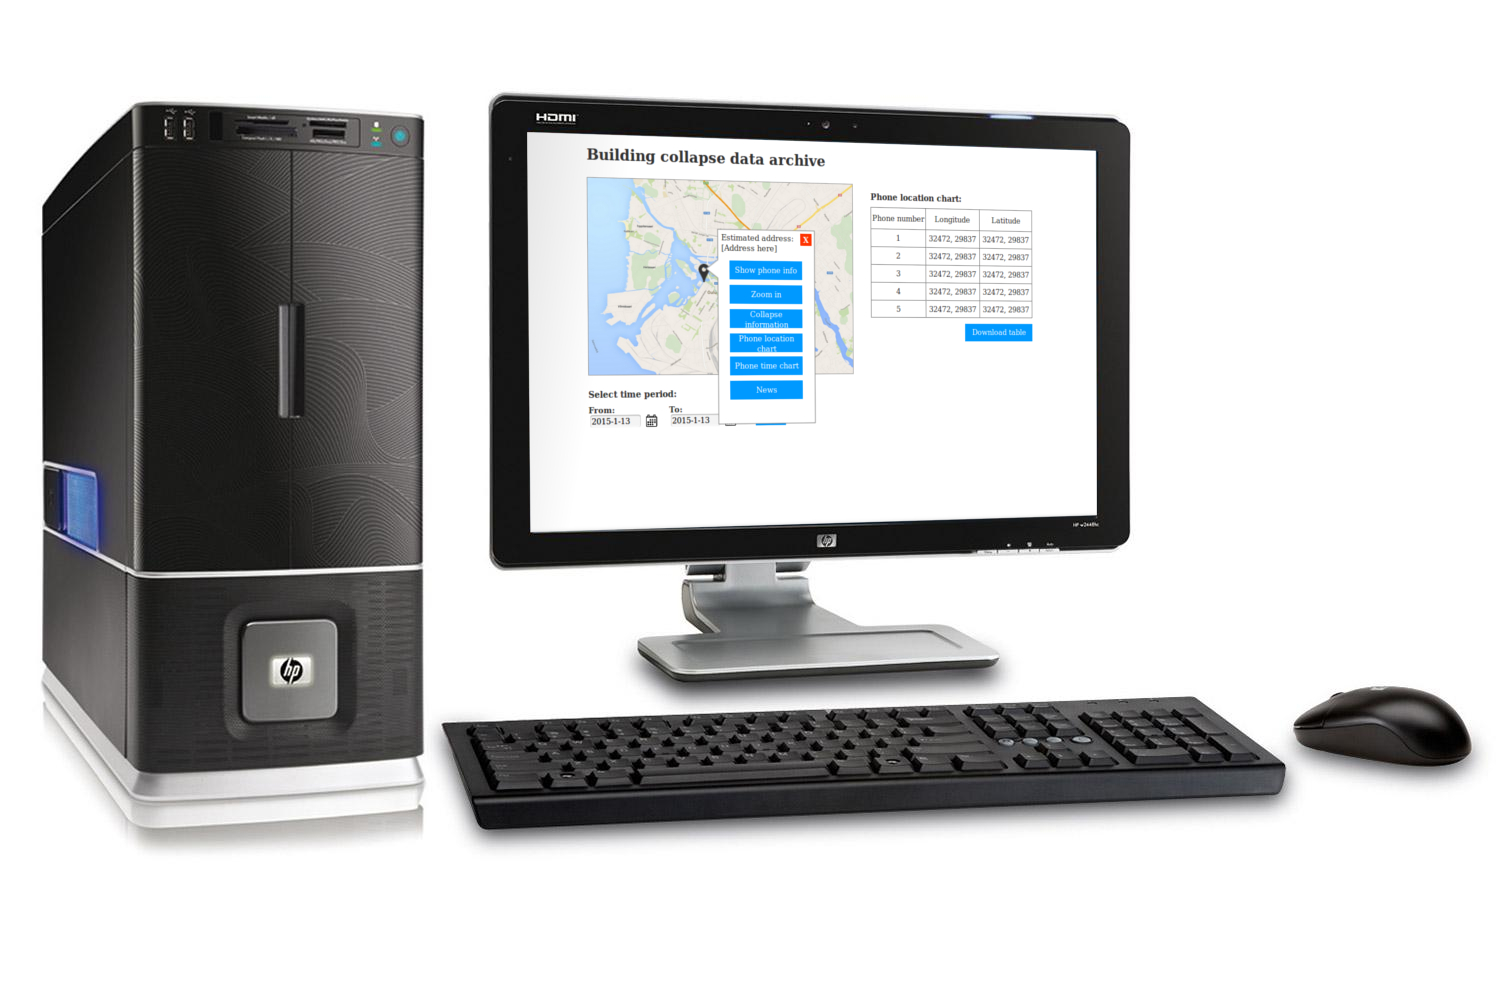 HDMI
Building collapse data archive
Estimated address:
[Address here]
X
Show phone info
Zoom in
Collapse
information
Phone location
chart
Phone time chart
News
Select time period:
From:
To:
2015-1-13
2015-1-13
Phone location chart:
Phone number Longitude Latitude
1 32472, 29837 32472, 29837
2 32472, 29837 32472, 29837
3 32472, 29837 32472, 29837
4 32472, 29837 32472, 29837
5 32472, 29837 32472, 29837
Download table
hp
HP w2448hc
hp